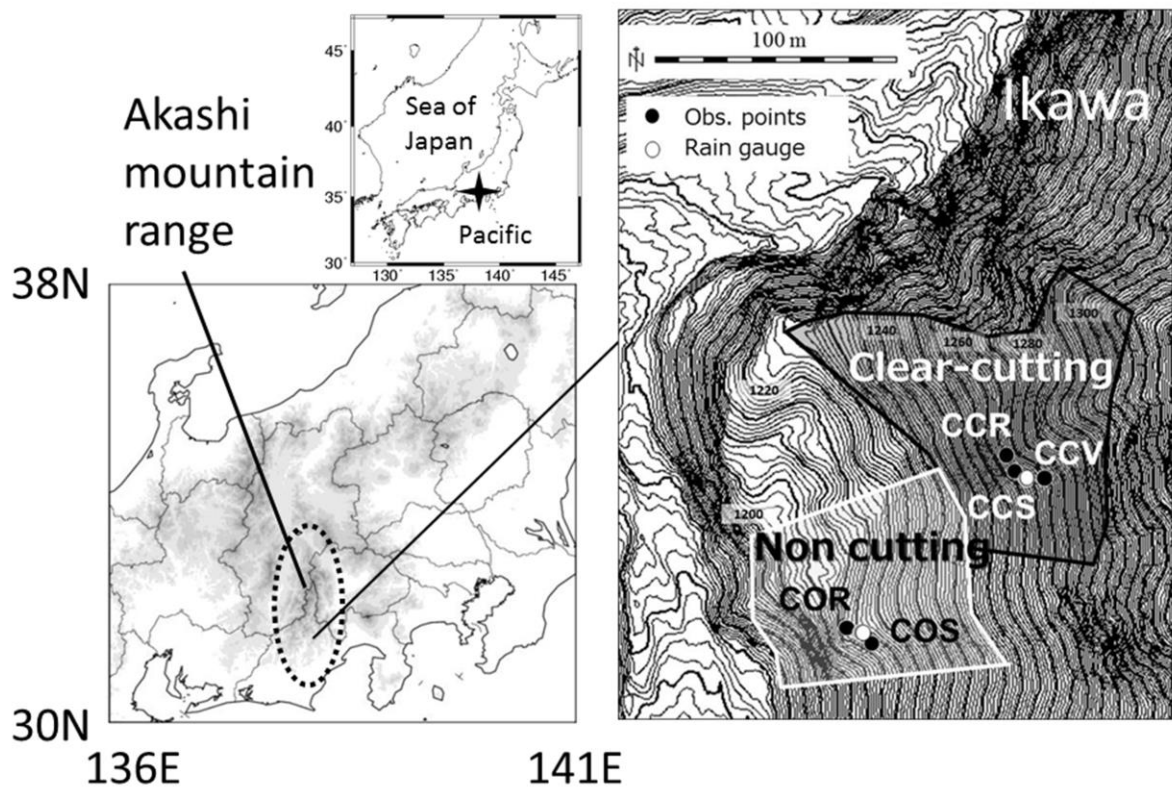 Akashi
mountain
range
45°
40°
35°
30°
130°
135°
140°
145°
Sea of
Japan
Pacific
38N
30N
136E
141E
100 m
N
Obs. points
Rain gauge
Ikawa
1300
1240
1260
1280
Clear-cutting
1220
CCR
CCV
CCS
1200
Non cutting
COR
COS